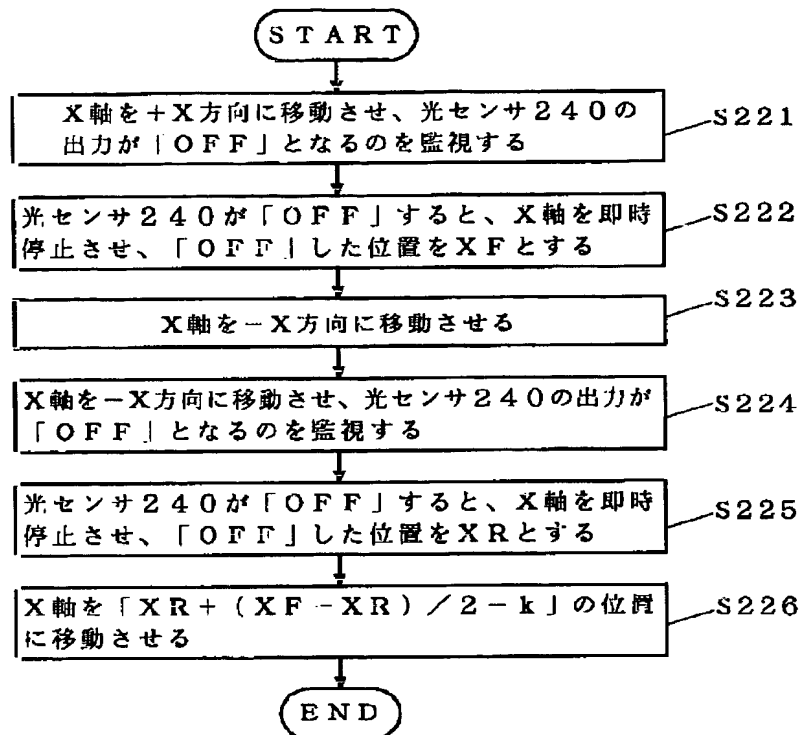 START
X軸を+X方向に移動させ、光センサ240の
出力が「OFF」となるのを監視する
S221
光センサ240が「OFF」すると、X軸を即時
停止させ、「OFF」した位置をXFとする
S222
X軸を-X方向に移動させる
S223
X軸を-X方向に移動させ、光センサ240の出力が
「OFF」となるのを監視する
S224
光センサ240が「OFF」すると、X軸を即時
停止させ、「OFF」した位置をXRとする
S225
X軸を「XR+(XF-XR)/2-k」の位置
に移動させる
S226
END